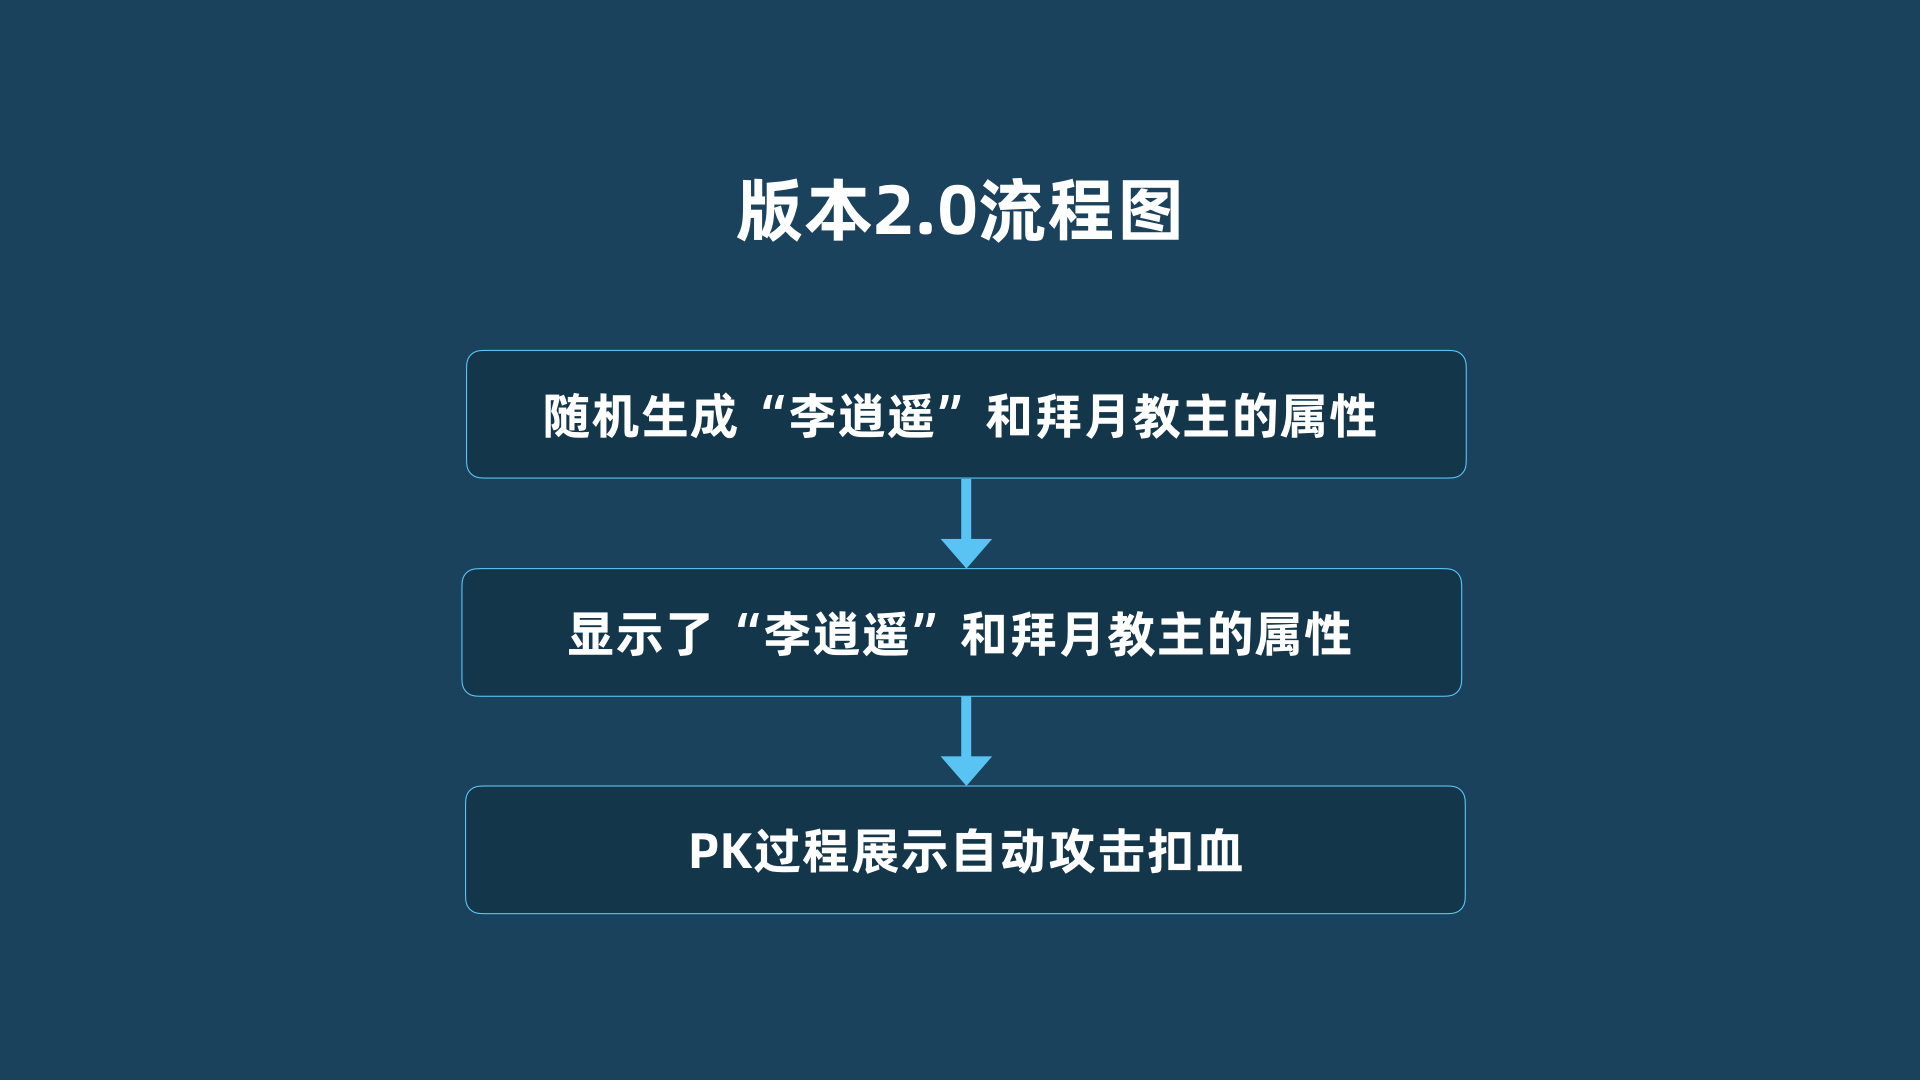 版本2.0流程图
随机生成“李逍遥”和拜月教主的属性
显示了“李逍遥”和拜月教主的属性
PK过程展示自动攻击扣血